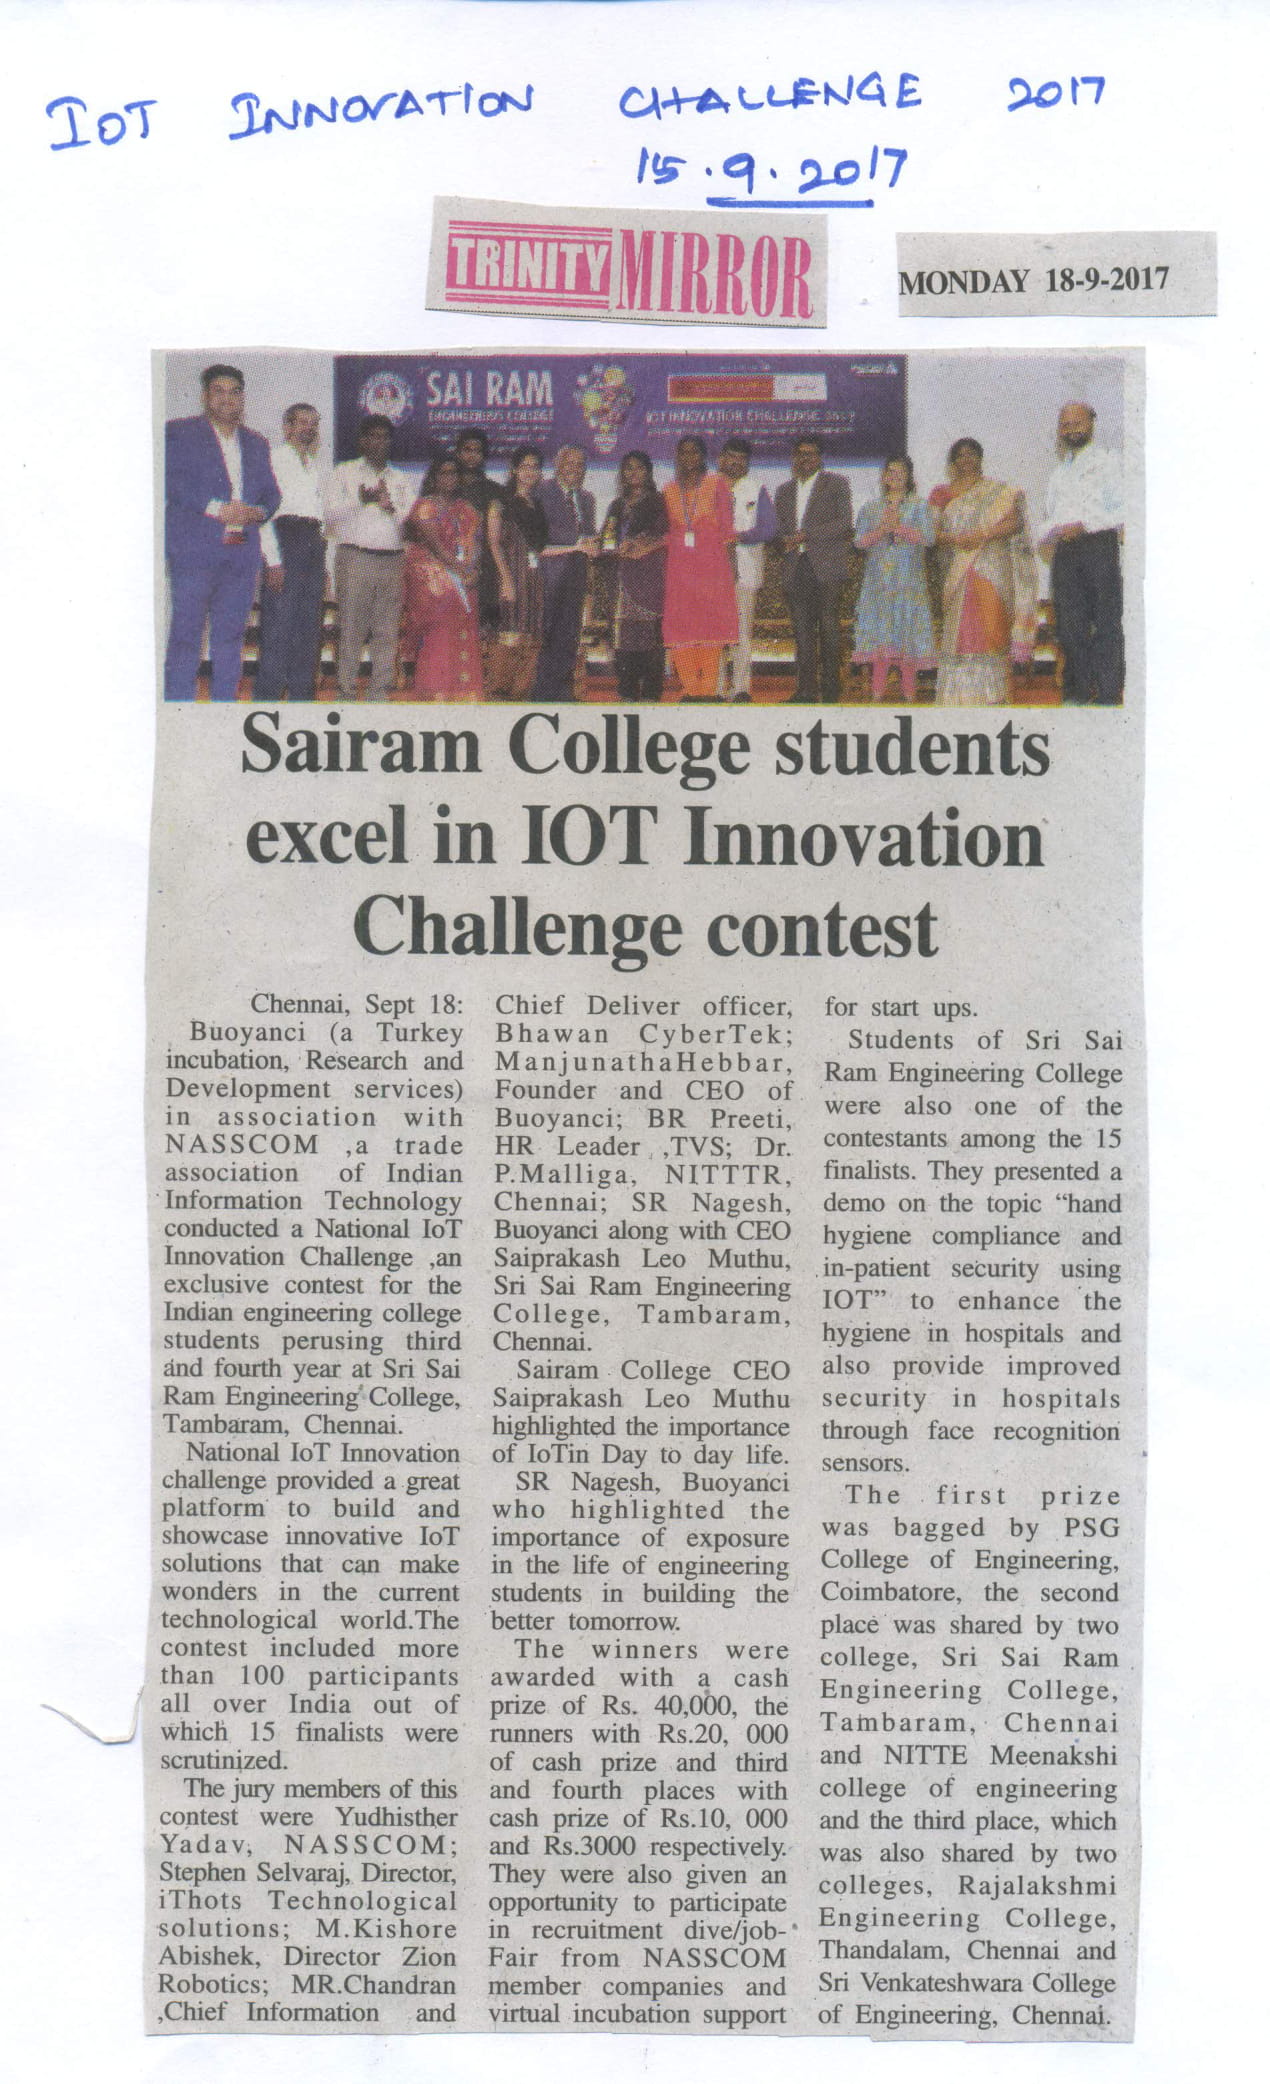 IOT INNOVATION CHALLENGE 2017
15.9.2017
TRINITY MIRROR
MONDAY 18-9-2017
SAI RAM
ENGINEERING COLLEGE
IOT INNOVATION CHALLENGE 2017
Sairam College students
excel in IOT Innovation
Challenge contest
Chennai, Sept 18:
Buoyanci (a Turkey
incubation, Research and
Development services)
in association with
NASSCOM ,a trade
association of Indian
Information Technology
conducted a National IoT
Innovation Challenge ,an
exclusive contest for the
Indian engineering college
students perusing third
and fourth year at Sri Sai
Ram Engineering College,
Tambaram, Chennai.
National IoT Innovation
challenge provided a great
platform to build and
showcase innovative IoT
solutions that can make
wonders in the current
technological world.The
contest included more
than 100 participants
all over India out of
which 15 finalists were
scrutinized.
The jury members of this
contest were Yudhisther
Yadav, NASSCOM;
Stephen Selvaraj, Director,
iThots Technological
solutions; M.Kishore
Abishek, Director Zion
Robotics; MR.Chandran
,Chief Information and
Chief Deliver officer,
Bhawan CyberTek;
ManjunathaHebbar,
Founder and CEO of
Buoyanci; BR Preeti,
HR Leader ,TVS; Dr.
P.Malliga, NITTTR,
Chennai; SR Nagesh,
Buoyanci along with CEO
Saiprakash Leo Muthu,
Sri Sai Ram Engineering
College, Tambaram,
Chennai.
Sairam College CEO
Saiprakash Leo Muthu
highlighted the importance
of IoTin Day to day life.
SR Nagesh, Buoyanci
who highlighted the
importance of exposure
in the life of engineering
students in building the
better tomorrow.
The winners were
awarded with a cash
prize of Rs. 40,000, the
runners with Rs.20, 000
of cash prize and third
and fourth places with
cash prize of Rs.10, 000
and Rs.3000 respectively.
They were also given an
opportunity to participate
in recruitment dive/job-
Fair from NASSCOM
member companies and
virtual incubation support
for start ups.
Students of Sri Sai
Ram Engineering College
were also one of the
contestants among the 15
finalists. They presented a
demo on the topic “hand
hygiene compliance and
in-patient security using
IOT” to enhance the
hygiene in hospitals and
also provide improved
security in hospitals
through face recognition
sensors.
The first prize
was bagged by PSG
College of Engineering,
Coimbatore, the second
place was shared by two
college, Sri Sai Ram
Engineering College,
Tambaram, Chennai
and NITTE Meenakshi
college of engineering
and the third place, which
was also shared by two
colleges, Rajalakshmi
Engineering College,
Thandalam, Chennai and
Sri Venkateshwara College
of Engineering, Chennai.